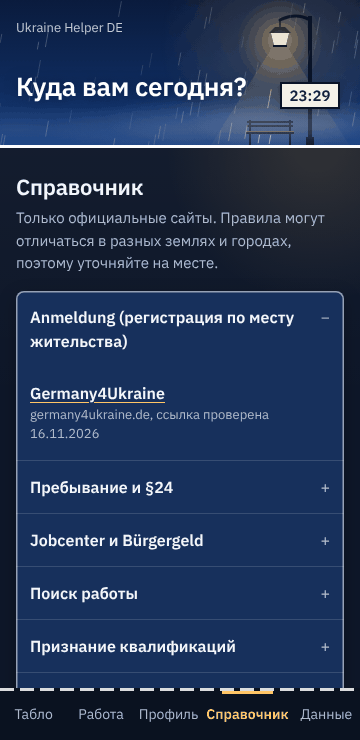 Ukraine Helper DE
Куда вам сегодня?
23:29
Справочник
Только официальные сайты. Правила могут
отличаться в разных землях и городах,
поэтому уточняйте на месте.
Anmeldung (регистрация по месту
жительства)
−
Germany4Ukraine
germany4ukraine.de, ссылка проверена
16.11.2026
Пребывание и §24 +
Jobcenter и Bürgergeld +
Поиск работы +
Признание квалификаций +
Табло Работа Профиль Справочник Данные